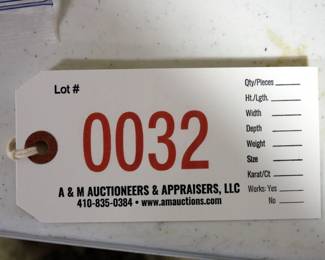 Lot #
0032
A & M AUCTIONEERS & APPRAISERS, LLC
410-835-0384 • www.amauctions.com
Qty/Pieces
Ht./Lgth.
Width
Depth
Weight
Size
Karat/Ct
Works: Yes
No